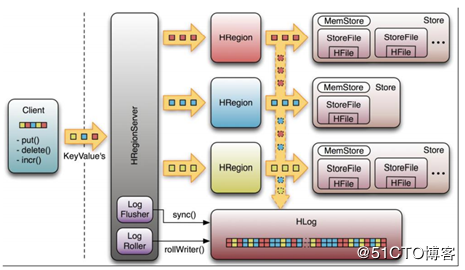 Client
- put()
- delete()
- incr()
KeyValue's
HRegionServer
Log
Flusher
Log
Roller
sync()
rollWriter()
HRegion
MemStore
Store
StoreFile
HFile
StoreFile
HFile
...
HRegion
MemStore
Store
StoreFile
HFile
HRegion
MemStore
Store
StoreFile
HFile
StoreFile
HFile
...
HLog
@51CTO博客